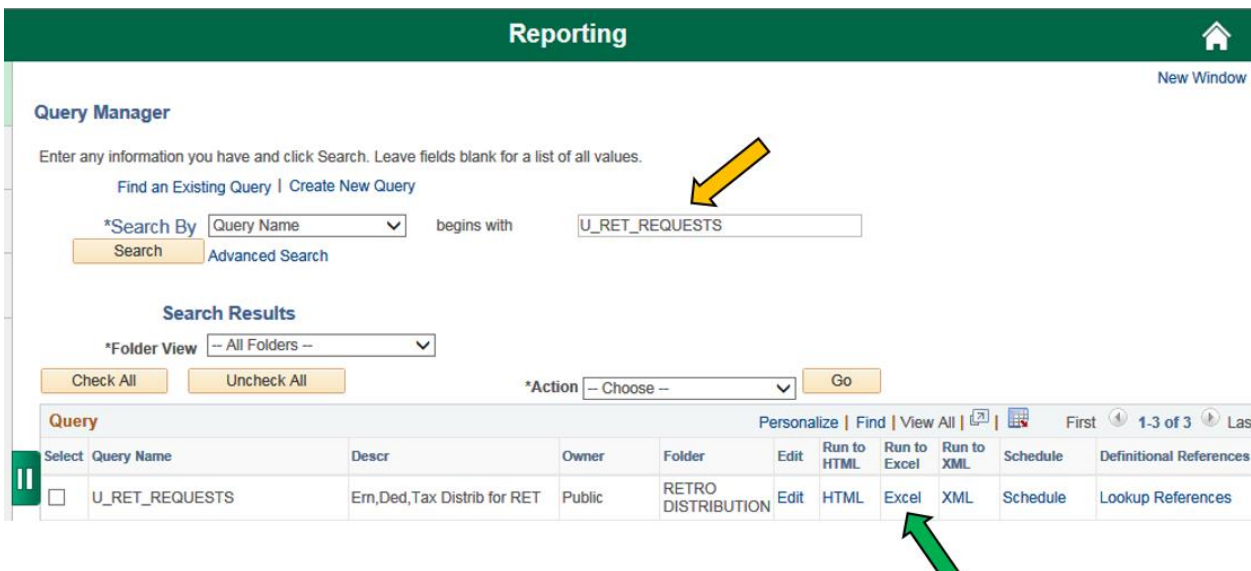 Reporting
New Window
Query Manager
Enter any information you have and click Search. Leave fields blank for a list of all values.
Find an Existing Query | Create New Query
*Search By Query Name begins with U_RET_REQUESTS
Search Advanced Search
Search Results
*Folder View -- All Folders --
Check All Uncheck All *Action -- Choose -- Go
Query Personalize | Find | View All | | First 1-3 of 3 Las
Select Query Name Descr Owner Folder Edit Run to HTML Run to Excel Run to XML Schedule Definitional References
U_RET_REQUESTS Ern,Ded,Tax Distrib for RET Public RETRO DISTRIBUTION Edit HTML Excel XML Schedule Lookup References